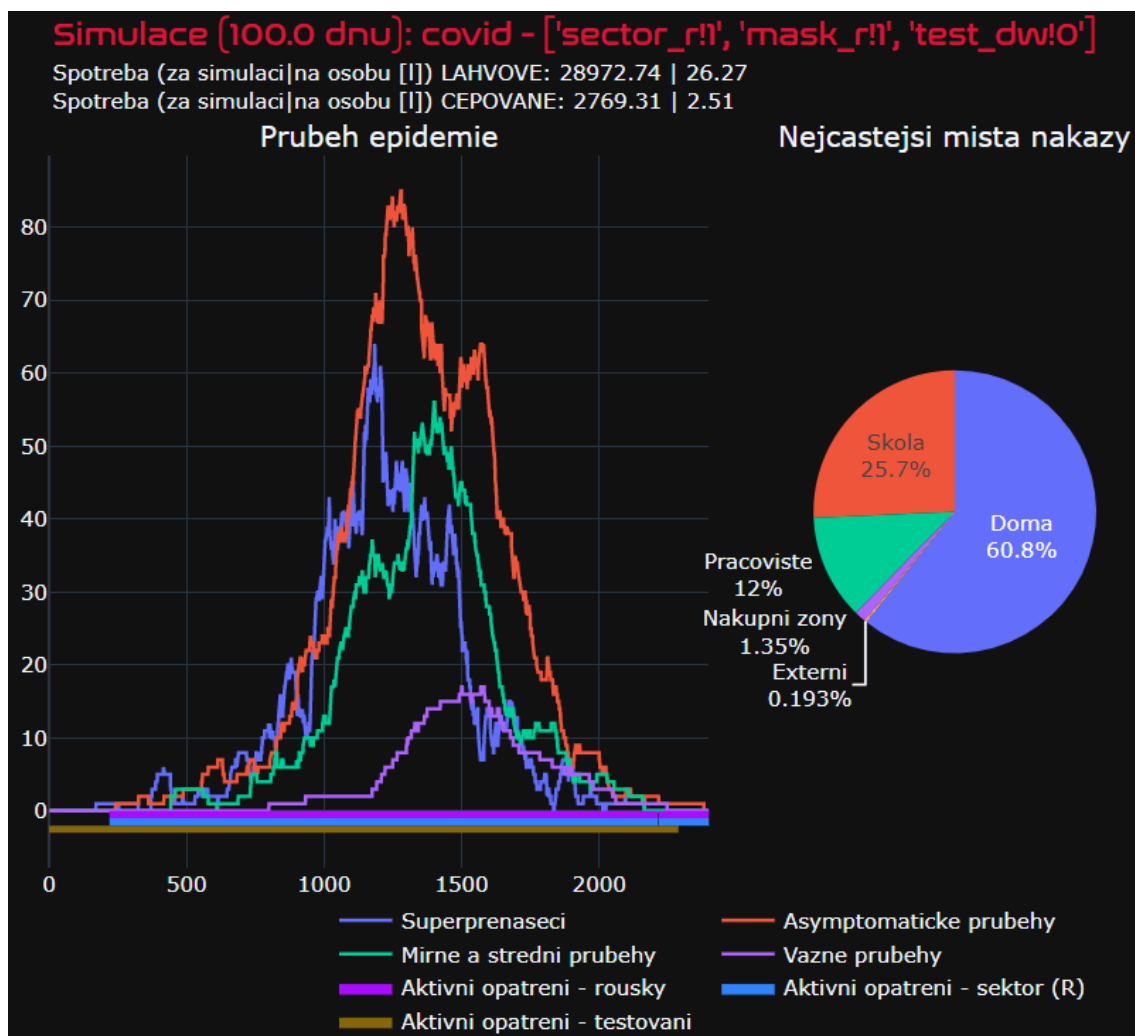 Simulace (100.0 dnu): covid - ['sector_r!1', 'mask_r!1', 'test_dw!0']
Spotreba (za simulaci|na osobu [l]) LAHVOVE: 28972.74 | 26.27
Spotreba (za simulaci|na osobu [l]) CEPOVANE: 2769.31 | 2.51
Prubeh epidemie
80
70
60
50
40
30
20
10
0
0 500 1000 1500 2000
Nejcastejsi mista nakazy
Skola
25.7%
Doma
60.8%
Pracoviste
12%
Nakupni zony
1.35%
Externi
0.193%
Superprenaseci
Asymptomaticke prubehy
Mirne a stredni prubehy
Vazne prubehy
Aktivni opatreni - rousky
Aktivni opatreni - sektor (R)
Aktivni opatreni - testovani